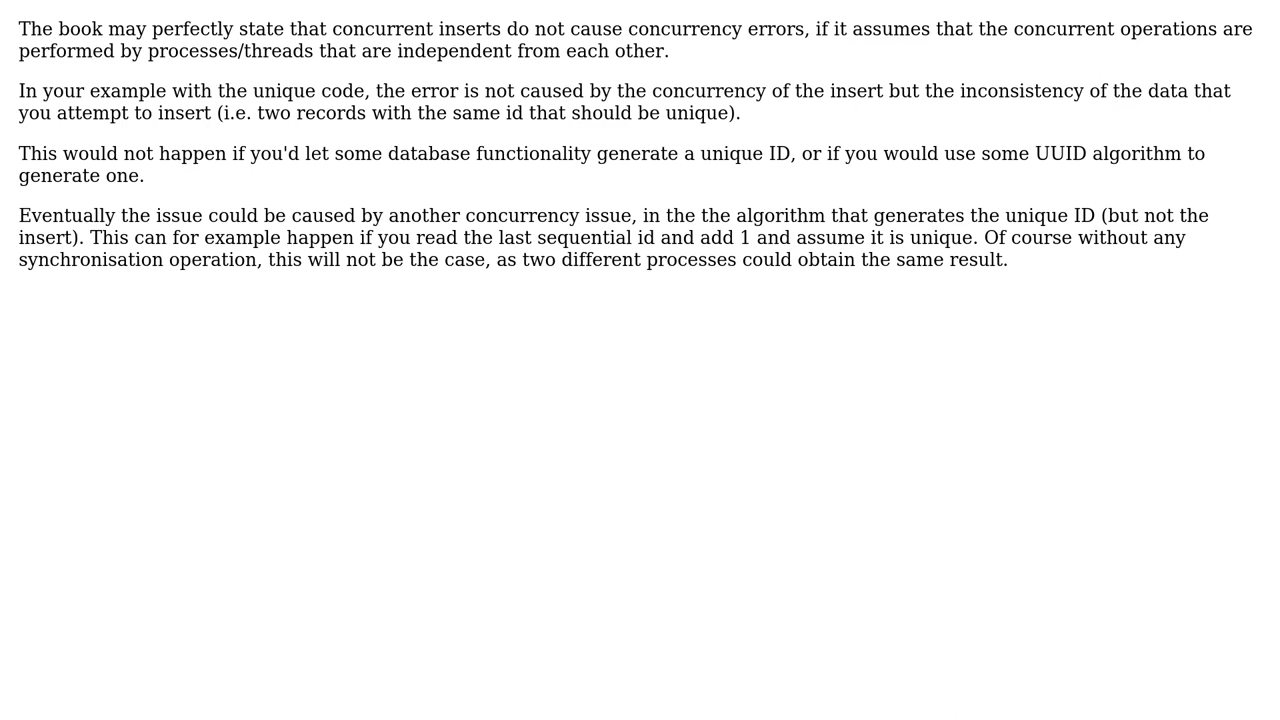 The book may perfectly state that concurrent inserts do not cause concurrency errors, if it assumes that the concurrent operations are
performed by processes/threads that are independent from each other.
In your example with the unique code, the error is not caused by the concurrency of the insert but the inconsistency of the data that
you attempt to insert (i.e. two records with the same id that should be unique).
This would not happen if you'd let some database functionality generate a unique ID, or if you would use some UUID algorithm to
generate one.
Eventually the issue could be caused by another concurrency issue, in the the algorithm that generates the unique ID (but not the
insert). This can for example happen if you read the last sequential id and add 1 and assume it is unique. Of course without any
synchronisation operation, this will not be the case, as two different processes could obtain the same result.